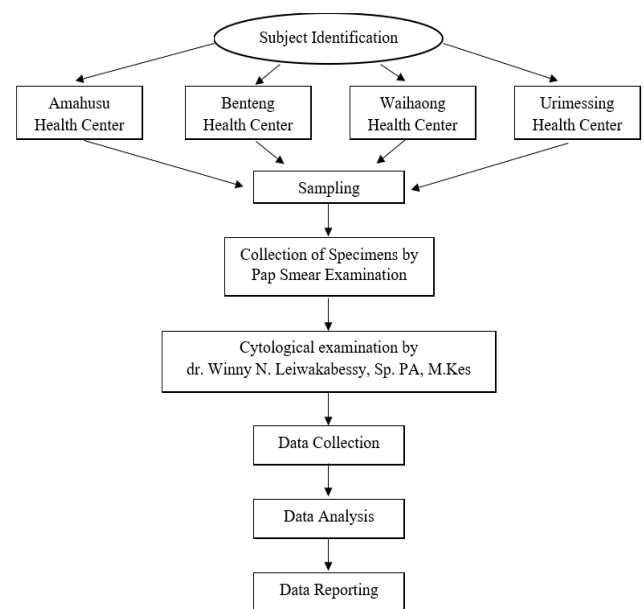 Subject Identification
Amahusu
Health Center
Benteng
Health Center
Waihaong
Health Center
Urimessing
Health Center
Sampling
Collection of Specimens by
Pap Smear Examination
Cytological examination by
dr. Winny N. Leiwakabessy, Sp. PA, M.Kes
Data Collection
Data Analysis
Data Reporting